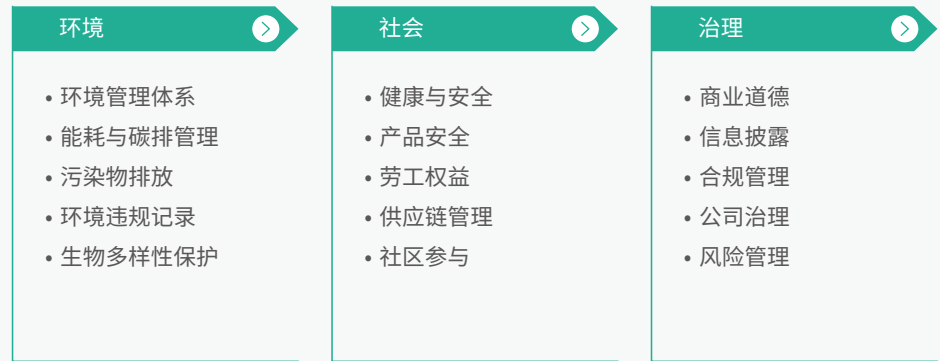 环境
• 环境管理体系
• 能耗与碳排管理
• 污染物排放
• 环境违规记录
• 生物多样性保护
社会
• 健康与安全
• 产品安全
• 劳工权益
• 供应链管理
• 社区参与
治理
• 商业道德
• 信息披露
• 合规管理
• 公司治理
• 风险管理